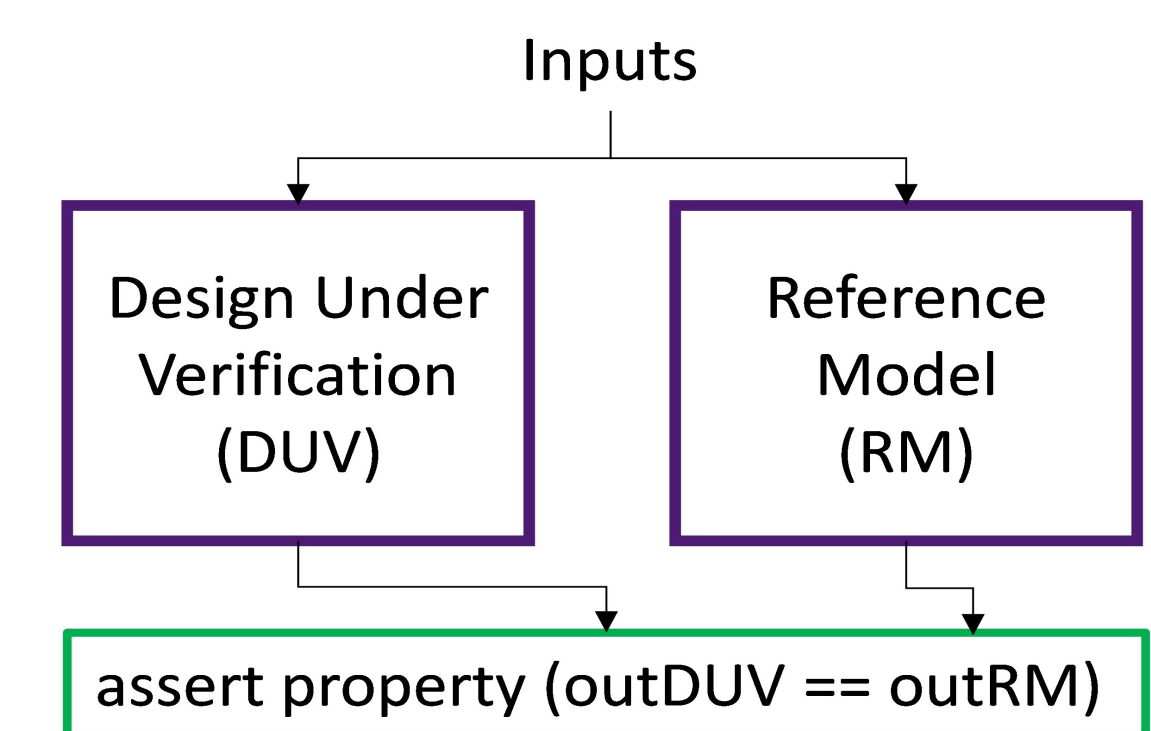 Inputs
Design Under
Verification
(DUV)
Reference
Model
(RM)
assert property (outDUV == outRM)